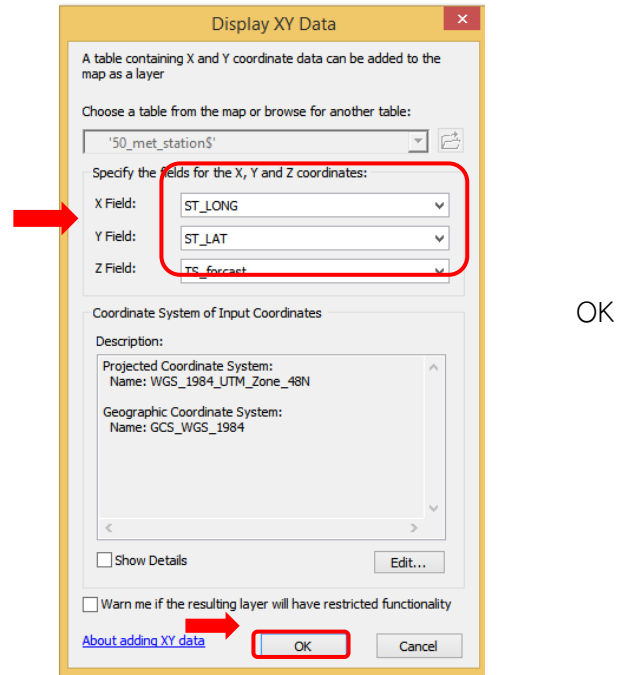 Display XY Data
A table containing X and Y coordinate data can be added to the
map as a layer
Choose a table from the map or browse for another table:
'50_met_station$'
Specify the fields for the X, Y and Z coordinates:
X Field:
ST_LONG
Y Field:
ST_LAT
Z Field:
TS_forcast
Coordinate System of Input Coordinates
OK
Description:
Projected Coordinate System:
Name: WGS_1984_UTM_Zone_48N
Geographic Coordinate System:
Name: GCS_WGS_1984
Show Details
Edit...
Warn me if the resulting layer will have restricted functionality
About adding XY data
OK
Cancel